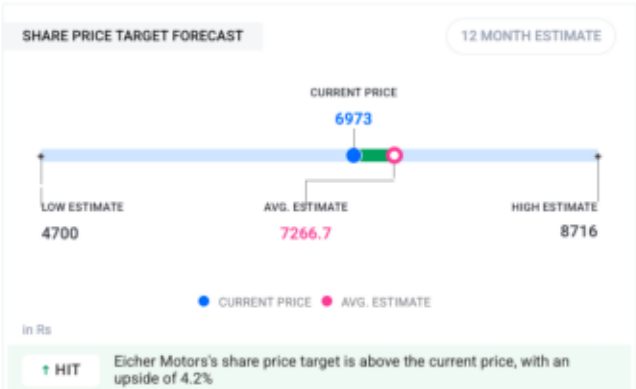 SHARE PRICE TARGET FORECAST
12 MONTH ESTIMATE
CURRENT PRICE
6973
LOW ESTIMATE
AVG. ESTIMATE
HIGH ESTIMATE
4700
7266.7
8716
CURRENT PRICE
AVG. ESTIMATE
in Rs
↑ HIT
Eicher Motors's share price target is above the current price, with an
upside of 4.2%